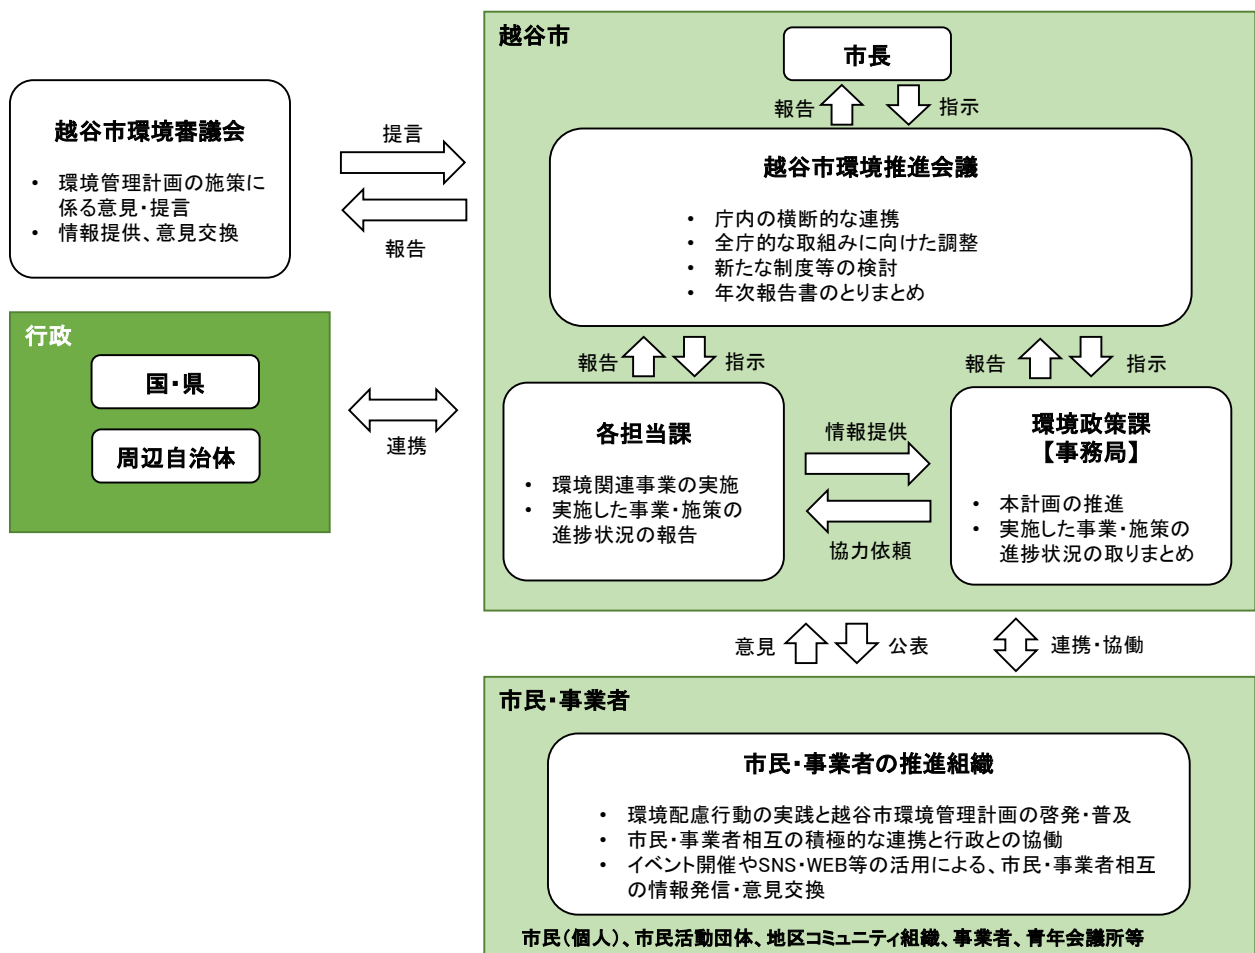 越谷市
市長
報告
指示
越谷市環境審議会
• 環境管理計画の施策に
係る意見・提言
• 情報提供、意見交換
提言
報告
越谷市環境推進会議
• 庁内の横断的な連携
• 全庁的な取組みに向けた調整
• 新たな制度等の検討
• 年次報告書のとりまとめ
行政
国・県
周辺自治体
連携
報告
指示
報告
指示
各担当課
• 環境関連事業の実施
• 実施した事業・施策の
進捗状況の報告
情報提供
協力依頼
環境政策課
【事務局】
• 本計画の推進
• 実施した事業・施策の
進捗状況の取りまとめ
意見
公表
連携・協働
市民・事業者
市民・事業者の推進組織
• 環境配慮行動の実践と越谷市環境管理計画の啓発・普及
• 市民・事業者相互の積極的な連携と行政との協働
• イベント開催やSNS・WEB等の活用による、市民・事業者相互
の情報発信・意見交換
市民(個人)、市民活動団体、地区コミュニティ組織、事業者、青年会議所等